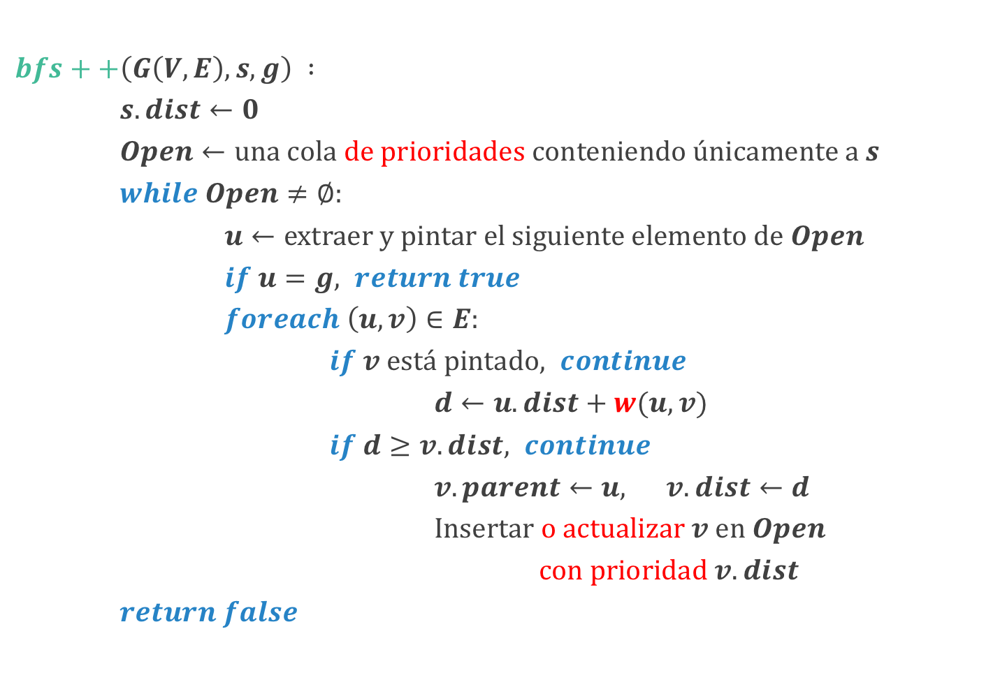 bfs++(G(V,E),s,g) :
s.dist ← 0
Open ← una cola de prioridades conteniendo únicamente a s
while Open ≠ ∅:
u ← extraer y pintar el siguiente elemento de Open
if u = g, return true
foreach (u,v) ∈ E:
if v está pintado, continue
d ← u.dist + w(u,v)
if d ≥ v.dist, continue
v.parent ← u, v.dist ← d
Insertar o actualizar v en Open
con prioridad v.dist
return false